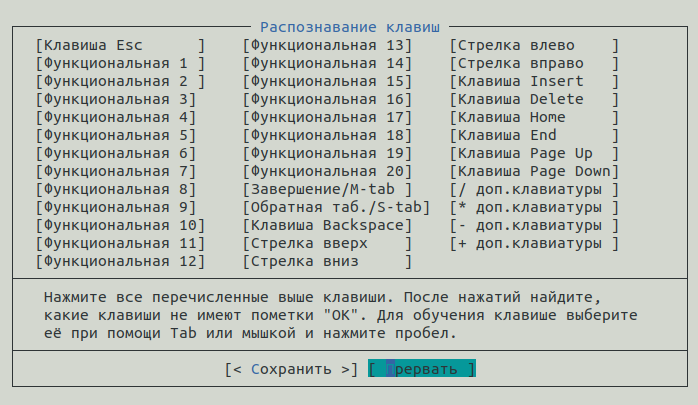 Распознавание клавиш
[Клавиша Esc      ] [Функциональная 13] [Стрелка влево    ]
[Функциональная 1 ] [Функциональная 14] [Стрелка вправо   ]
[Функциональная 2 ] [Функциональная 15] [Клавиша Insert   ]
[Функциональная 3] [Функциональная 16] [Клавиша Delete   ]
[Функциональная 4] [Функциональная 17] [Клавиша Home     ]
[Функциональная 5] [Функциональная 18] [Клавиша End      ]
[Функциональная 6] [Функциональная 19] [Клавиша Page Up  ]
[Функциональная 7] [Функциональная 20] [Клавиша Page Down]
[Функциональная 8] [Завершение/M-tab ] [/ доп.клавиатуры ]
[Функциональная 9] [Обратная таб./S-tab] [* доп.клавиатуры ]
[Функциональная 10] [Клавиша Backspace] [- доп.клавиатуры ]
[Функциональная 11] [Стрелка вверх    ] [+ доп.клавиатуры ]
[Функциональная 12] [Стрелка вниз     ]
Нажмите все перечисленные выше клавиши. После нажатий найдите,
какие клавиши не имеют пометки "OK". Для обучения клавише выберите
её при помощи Tab или мышкой и нажмите пробел.
[< Сохранить >] [ Прервать ]